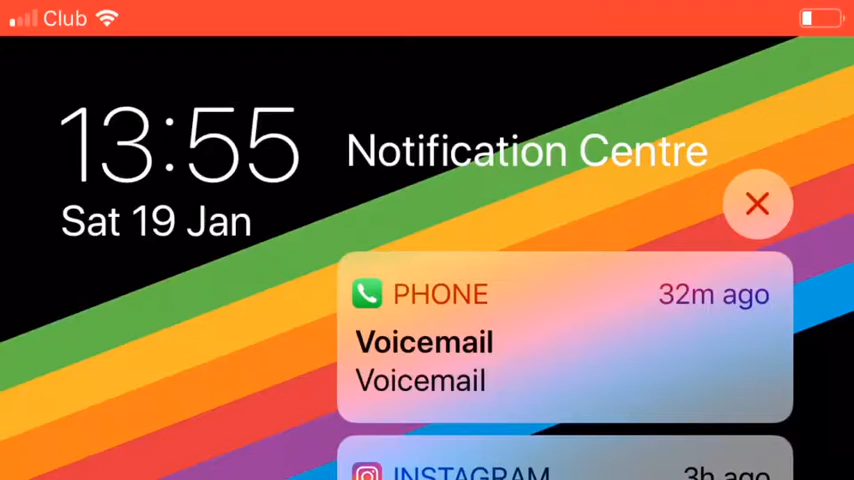 Club
13:55
Sat 19 Jan
Notification Centre
PHONE
32m ago
Voicemail
Voicemail
INSTAGRAM
3h ago